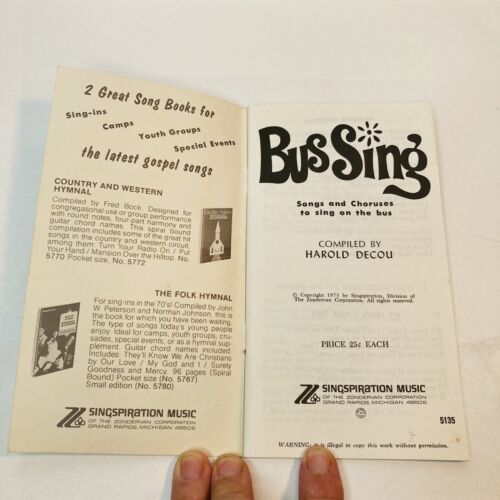 2 Great Song Books for
Sing-ins
Camps
Youth Groups
Special Events
the latest gospel songs
COUNTRY AND WESTERN
HYMNAL
Compiled by Fred Bock. Designed for
congregational use or group performance
with round notes, four-part harmony and
guitar chord names. This spiral bound
compilation includes some of the great hit
songs in the country and western circuit,
among them: Turn Your Radio On / Put
Your Hand / Mansion Over the Hilltop. No.
5770 Pocket size, No. 5772
THE FOLK HYMNAL
For sing-ins in the 70's! Compiled by John
W. Peterson and Norman Johnson, this is
the book for which you have been waiting.
The type of songs today's young people
enjoy. Ideal for camps, youth groups, cru-
sades, special events, or as a hymnal sup-
plement. Guitar chord names included.
Includes: They'll Know We Are Christians
by Our Love / My God and I / Surely
Goodness and Mercy. 96 pages (Spiral
Bound) Pocket size (No. 5767)
Small edition (No. 5780)
SINGSPIRATION MUSIC
OF THE ZONDERVAN CORPORATION
GRAND RAPIDS, MICHIGAN 49506
Bus Sing
Songs and Choruses
to sing on the bus
COMPILED BY
HAROLD DECOU
© Copyright 1973 by Singspiration, Division of
The Zondervan Corporation. All rights reserved.
PRICE 25¢ EACH
SINGSPIRATION MUSIC
OF THE ZONDERVAN CORPORATION
GRAND RAPIDS, MICHIGAN 49506
5135
WARNING: It is illegal to copy this work without permission.